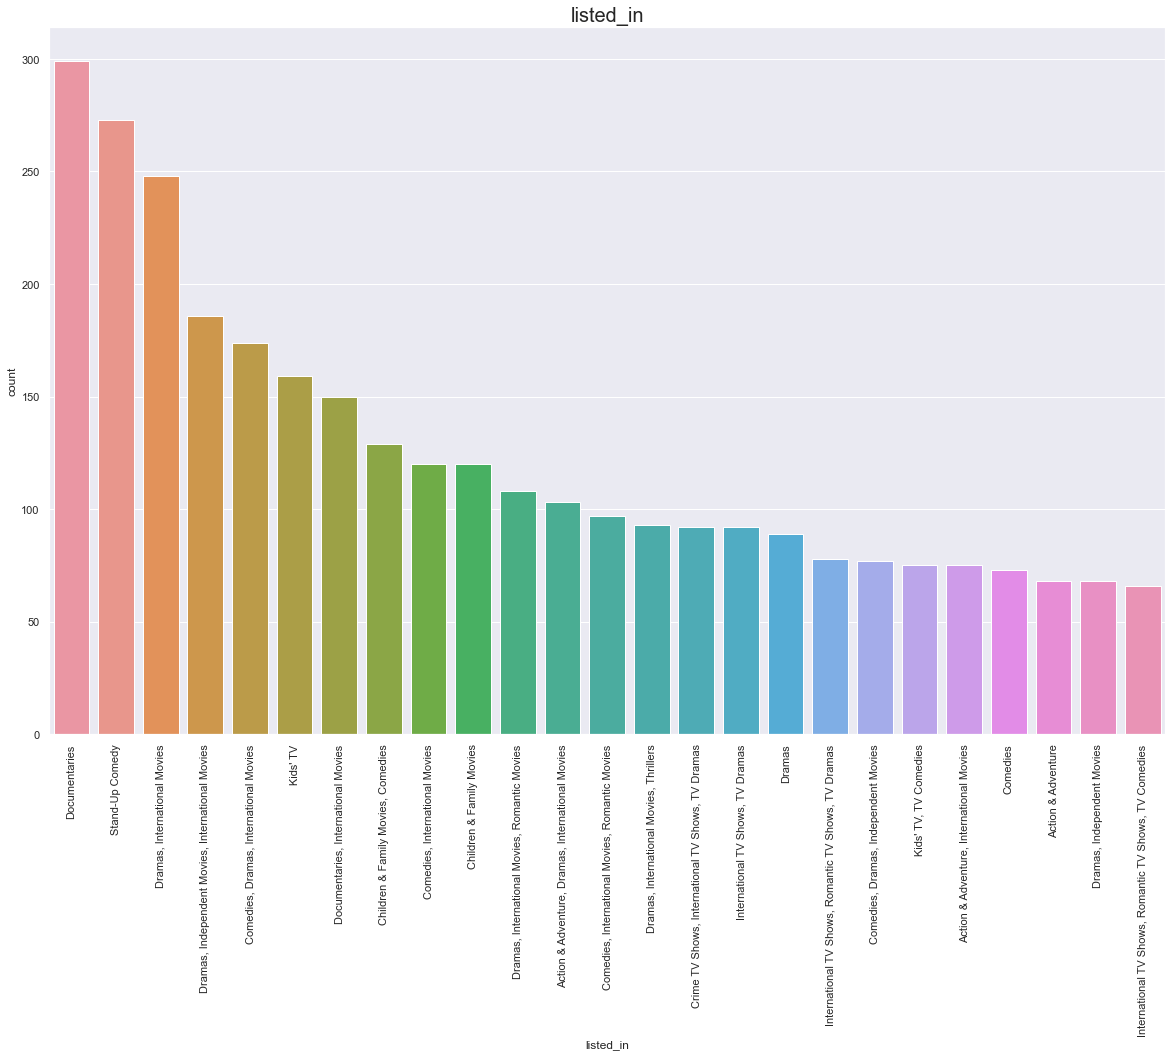 listed_in
300
250
200
150
100
50
0
count
Documentaries
Stand-Up Comedy
Dramas, International Movies
Dramas, Independent Movies, International Movies
Comedies, Dramas, International Movies
Kids' TV
Documentaries, International Movies
Children & Family Movies, Comedies
Comedies, International Movies
Children & Family Movies
Dramas, International Movies, Romantic Movies
Action & Adventure, Dramas, International Movies
Comedies, International Movies, Romantic Movies
Dramas, International Movies, Thrillers
Crime TV Shows, International TV Shows, TV Dramas
International TV Shows, TV Dramas
Dramas
International TV Shows, Romantic TV Shows, TV Dramas
Comedies, Dramas, Independent Movies
Kids' TV, TV Comedies
Action & Adventure, International Movies
Comedies
Action & Adventure
Dramas, Independent Movies
International TV Shows, Romantic TV Shows, TV Comedies
listed_in